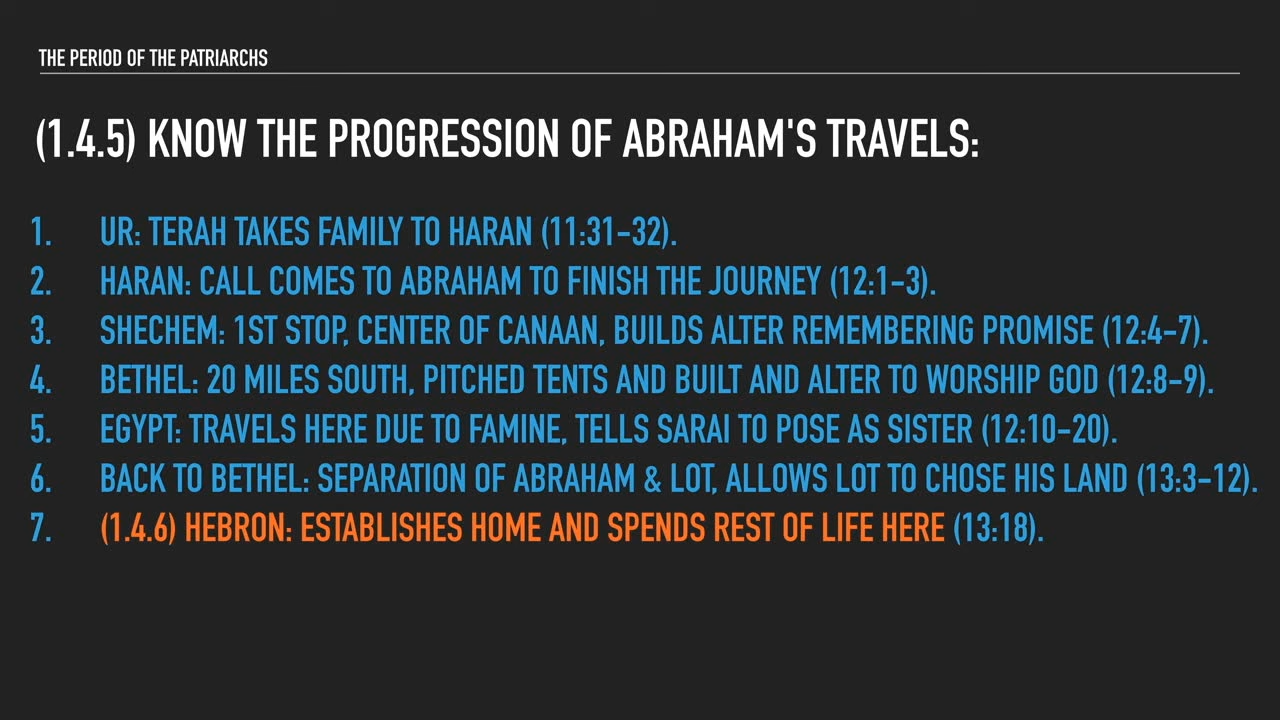 THE PERIOD OF THE PATRIARCHS
(1.4.5) KNOW THE PROGRESSION OF ABRAHAM'S TRAVELS:
1. UR: TERAH TAKES FAMILY TO HARAN (11:31-32).
2. HARAN: CALL COMES TO ABRAHAM TO FINISH THE JOURNEY (12:1-3).
3. SHECHEM: 1ST STOP, CENTER OF CANAAN, BUILDS ALTER REMEMBERING PROMISE (12:4-7).
4. BETHEL: 20 MILES SOUTH, PITCHED TENTS AND BUILT AND ALTER TO WORSHIP GOD (12:8-9).
5. EGYPT: TRAVELS HERE DUE TO FAMINE, TELLS SARAI TO POSE AS SISTER (12:10-20).
6. BACK TO BETHEL: SEPARATION OF ABRAHAM & LOT, ALLOWS LOT TO CHOSE HIS LAND (13:3-12).
7. (1.4.6) HEBRON: ESTABLISHES HOME AND SPENDS REST OF LIFE HERE (13:18).